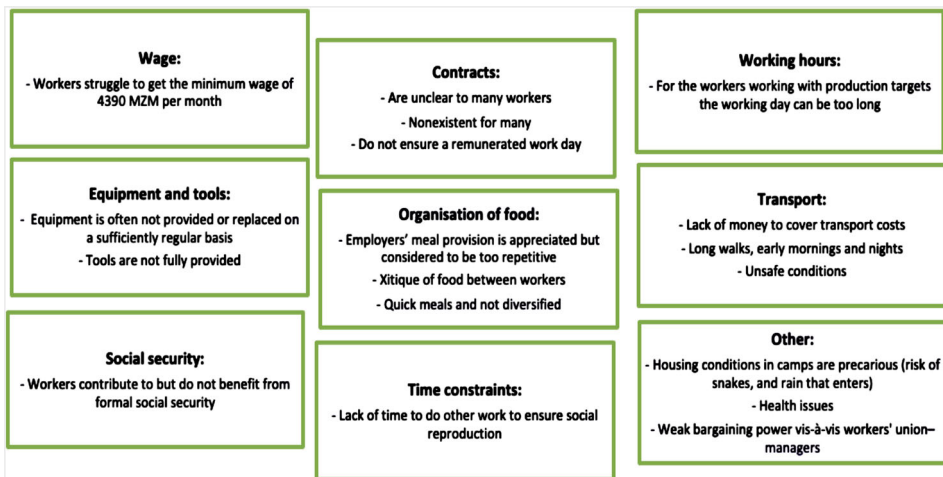 Wage:
- Workers struggle to get the minimum wage of
4390 MZM per month
Equipment and tools:
- Equipment is often not provided or replaced on
a sufficiently regular basis
- Tools are not fully provided
Social security:
- Workers contribute to but do not benefit from
formal social security
Contracts:
- Are unclear to many workers
- Nonexistent for many
- Do not ensure a remunerated work day
Organisation of food:
- Employers' meal provision is appreciated but
considered to be too repetitive
- Xitique of food between workers
- Quick meals and not diversified
Time constraints:
- Lack of time to do other work to ensure social
reproduction
Working hours:
- For the workers working with production targets
the working day can be too long
Transport:
- Lack of money to cover transport costs
- Long walks, early mornings and nights
- Unsafe conditions
Other:
- Housing conditions in camps are precarious (risk of
snakes, and rain that enters)
- Health issues
- Weak bargaining power vis-à-vis workers' union–
managers